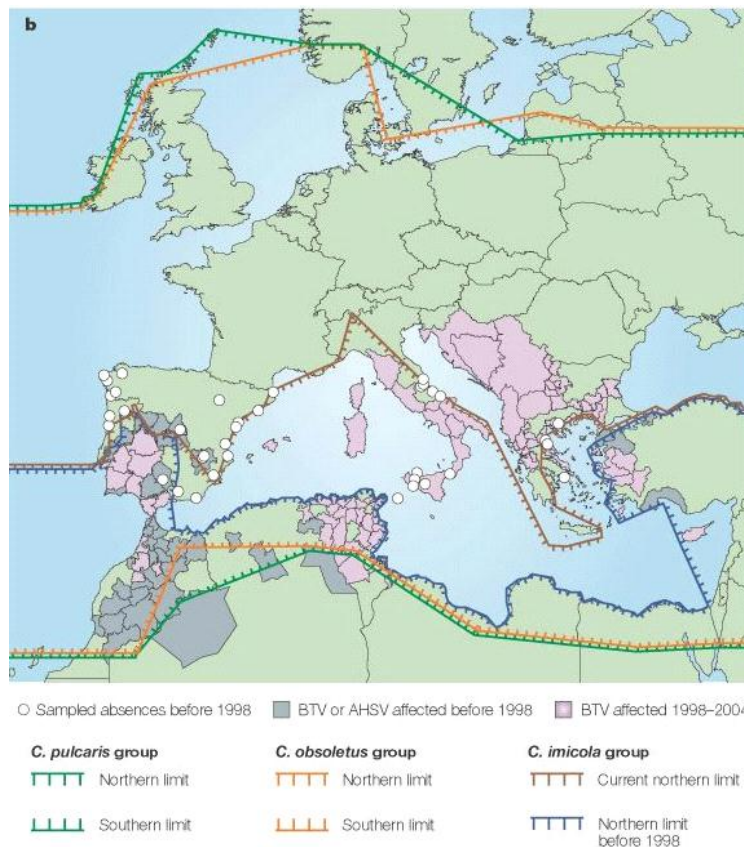 b
Sampled absences before 1998 BTV or AHSV affected before 1998 BTV affected 1998–2004
C. pulcaris group C. obsoletus group C. imicola group
Northern limit Northern limit Current northern limit
Southern limit Southern limit Northern limit
before 1998